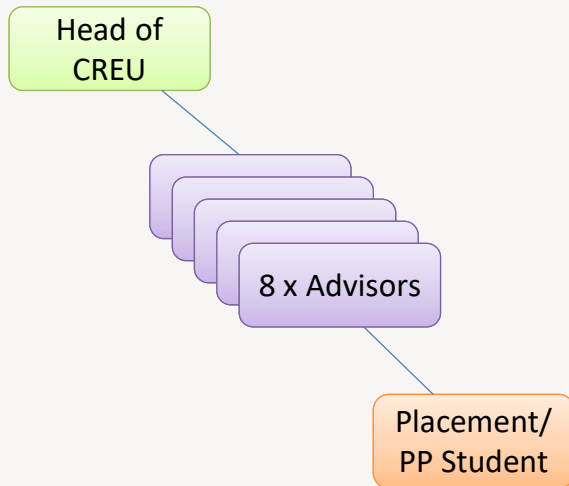 Head of
CREU
8 x Advisors
Placement/
PP Student